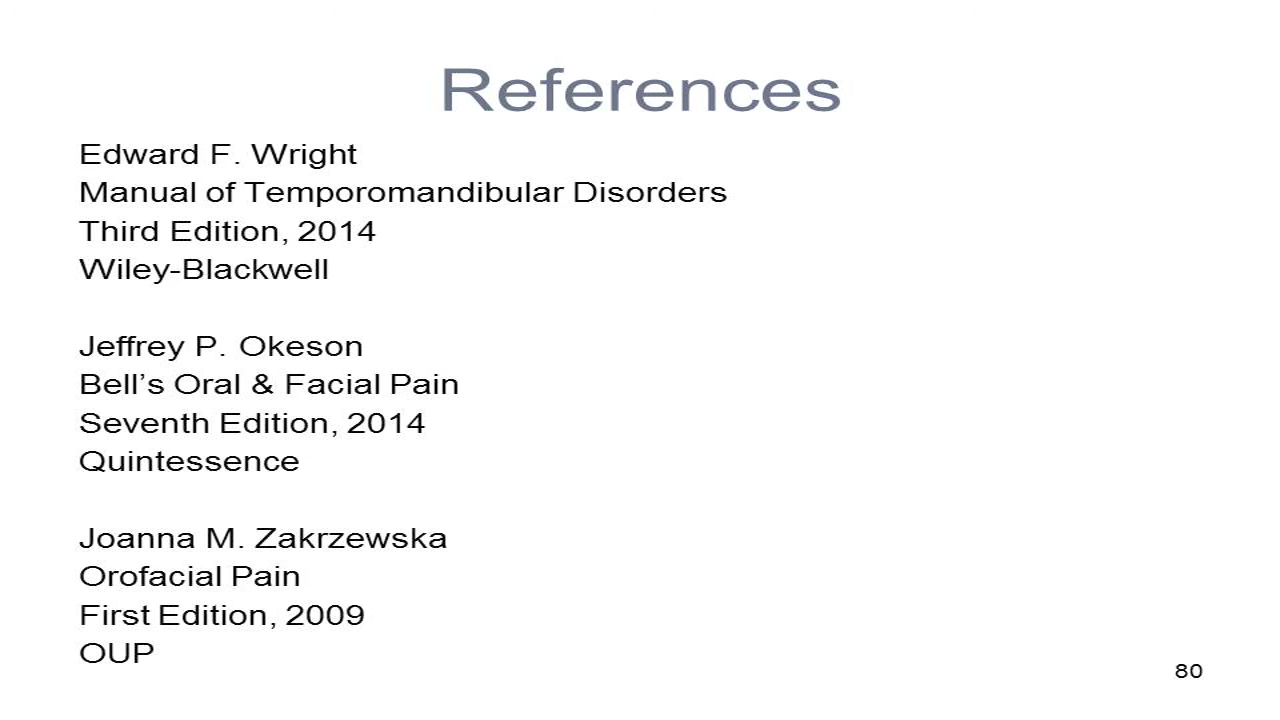 References
Edward F. Wright
Manual of Temporomandibular Disorders
Third Edition, 2014
Wiley-Blackwell
Jeffrey P. Okeson
Bell’s Oral & Facial Pain
Seventh Edition, 2014
Quintessence
Joanna M. Zakrzewska
Orofacial Pain
First Edition, 2009
OUP
80